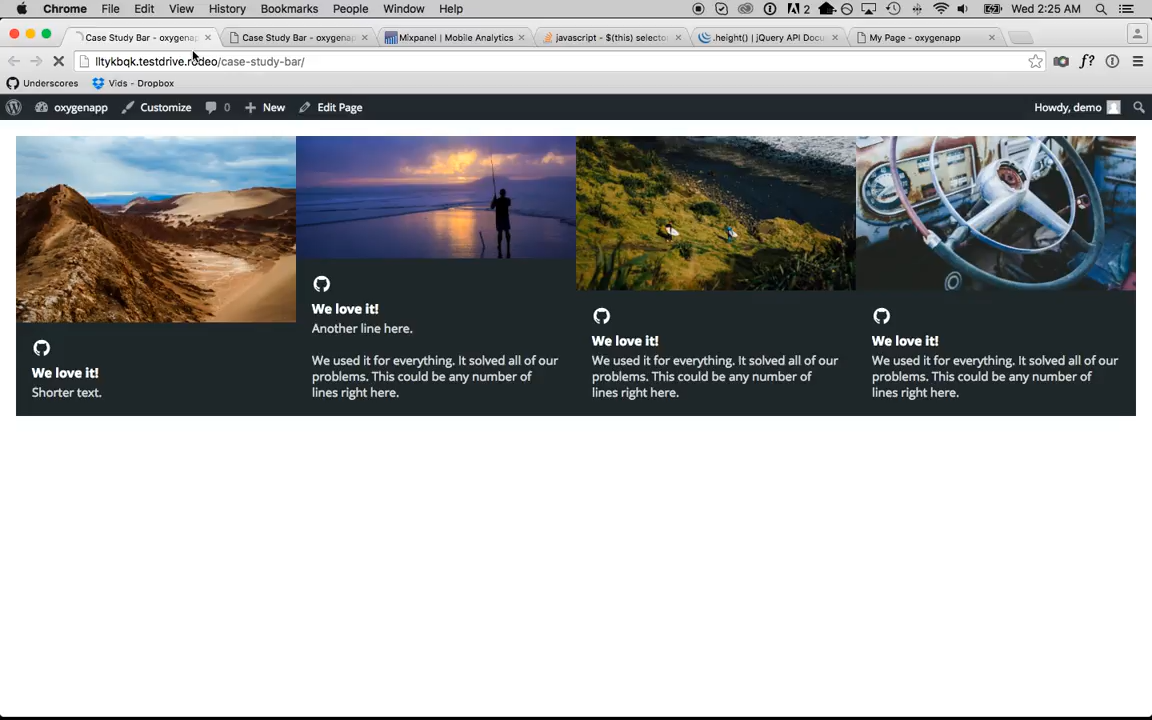 Chrome File Edit View History Bookmarks People Window Help 2 Wed 2:25 AM
Case Study Bar - oxygenap Case Study Bar - oxygenap Mixpanel | Mobile Analytics javascript - $(this) selector .height() | jQuery API Docu My Page - oxygenapp
lltykbqk.testdrive.rodeo/case-study-bar/ f?
Underscores Vids - Dropbox
oxygenapp Customize 0 New Edit Page Howdy, demo
We love it!
Shorter text.
We love it!
Another line here.
We used it for everything. It solved all of our
problems. This could be any number of
lines right here.
We love it!
We used it for everything. It solved all of our
problems. This could be any number of
lines right here.
We love it!
We used it for everything. It solved all of our
problems. This could be any number of
lines right here.